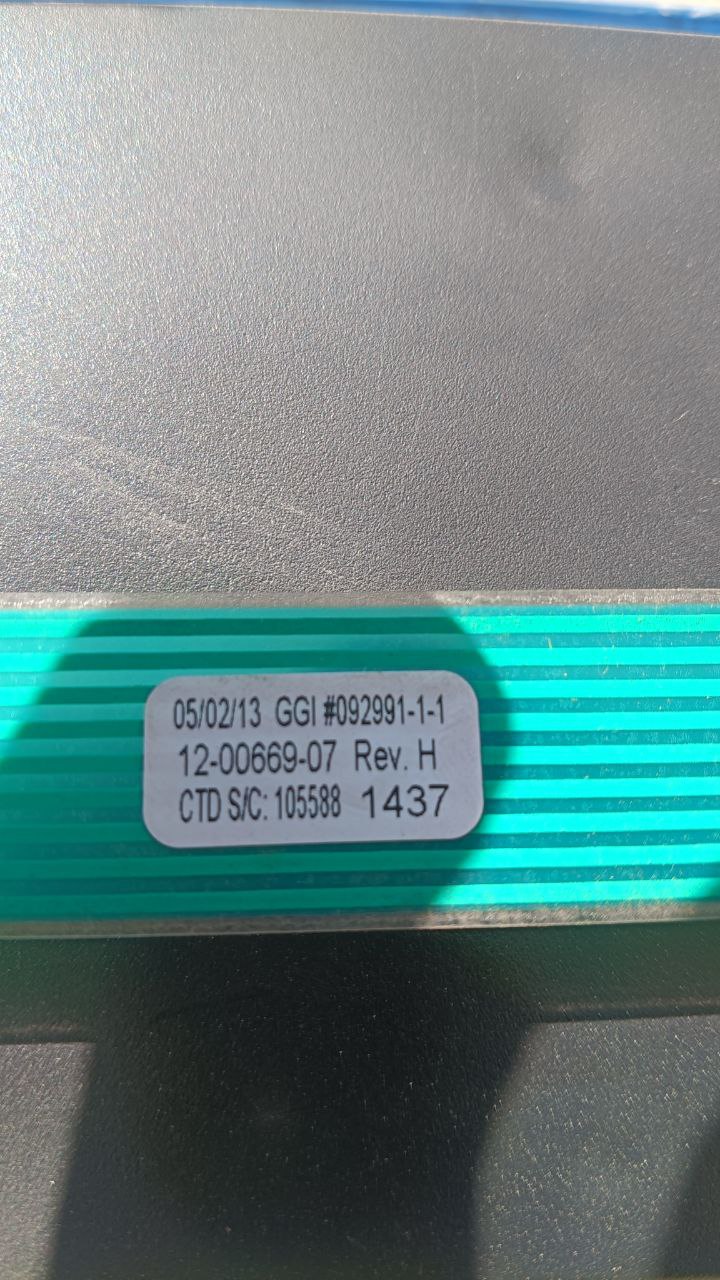 05/02/13 GGI #092991-1-1
12-00669-07 Rev. H
CTD S/C: 105588 1437